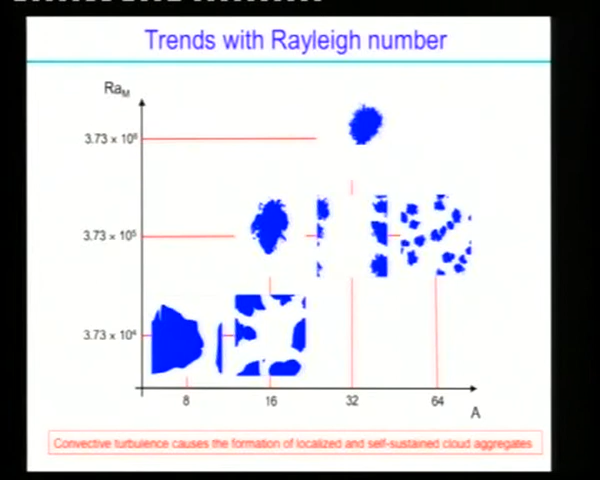 Trends with Rayleigh number
Ra_M
3.73 x 10⁶
3.73 x 10⁵
3.73 x 10⁴
8
16
32
64
A
Convective turbulence causes the formation of localized and self-sustained cloud aggregates